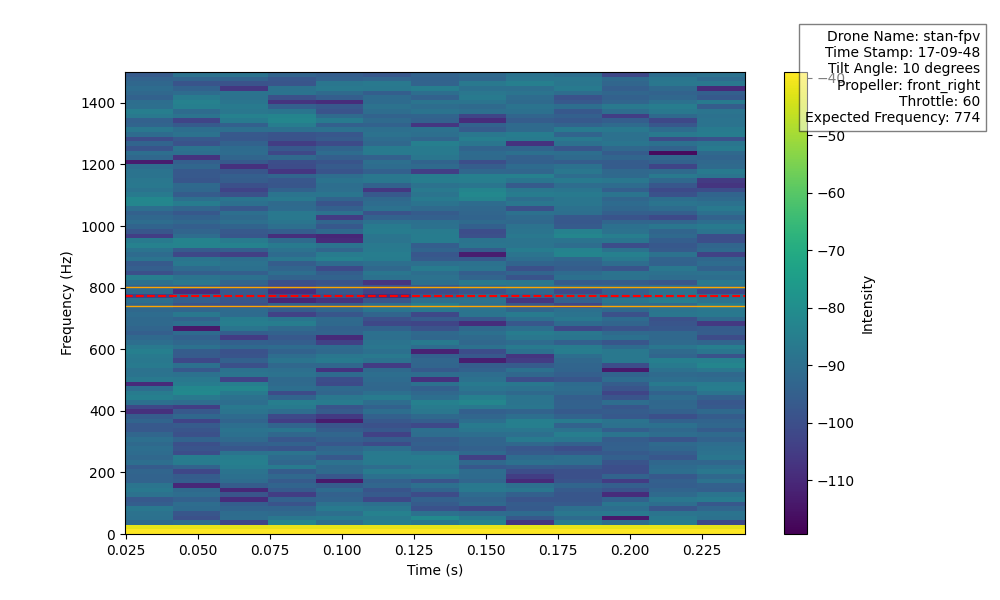 Drone Name: stan-fpv
Time Stamp: 17-09-48
Tilt Angle: 10 degrees
Propeller: front_right
Throttle: 60
Expected Frequency: 774
1400
1200
1000
800
600
400
200
0
Frequency (Hz)
0.025
0.050
0.075
0.100
0.125
0.150
0.175
0.200
0.225
Time (s)
−40
−50
−60
−70
−80
−90
−100
−110
Intensity